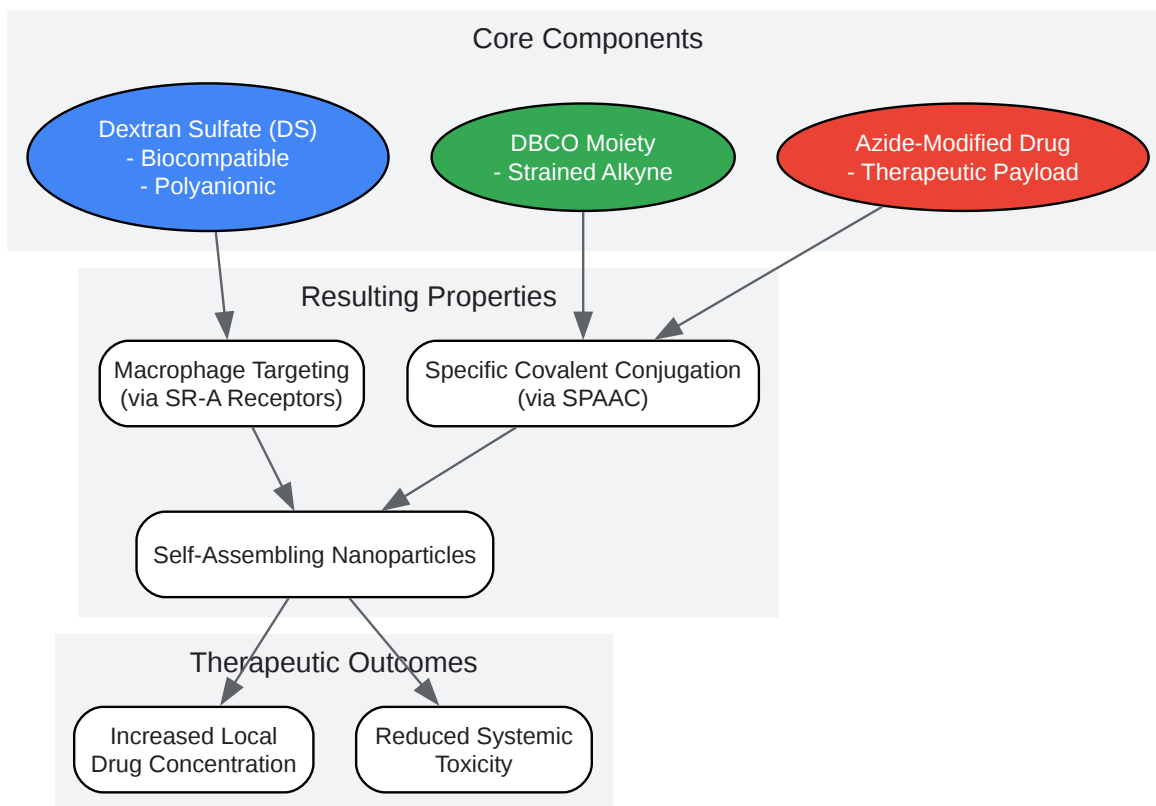 Core Components
Dextran Sulfate (DS)
- Biocompatible
- Polyanionic
DBCO Moiety
- Strained Alkyne
Azide-Modified Drug
- Therapeutic Payload
Resulting Properties
Macrophage Targeting
(via SR-A Receptors)
Specific Covalent Conjugation
(via SPAAC)
Self-Assembling Nanoparticles
Therapeutic Outcomes
Increased Local
Drug Concentration
Reduced Systemic
Toxicity